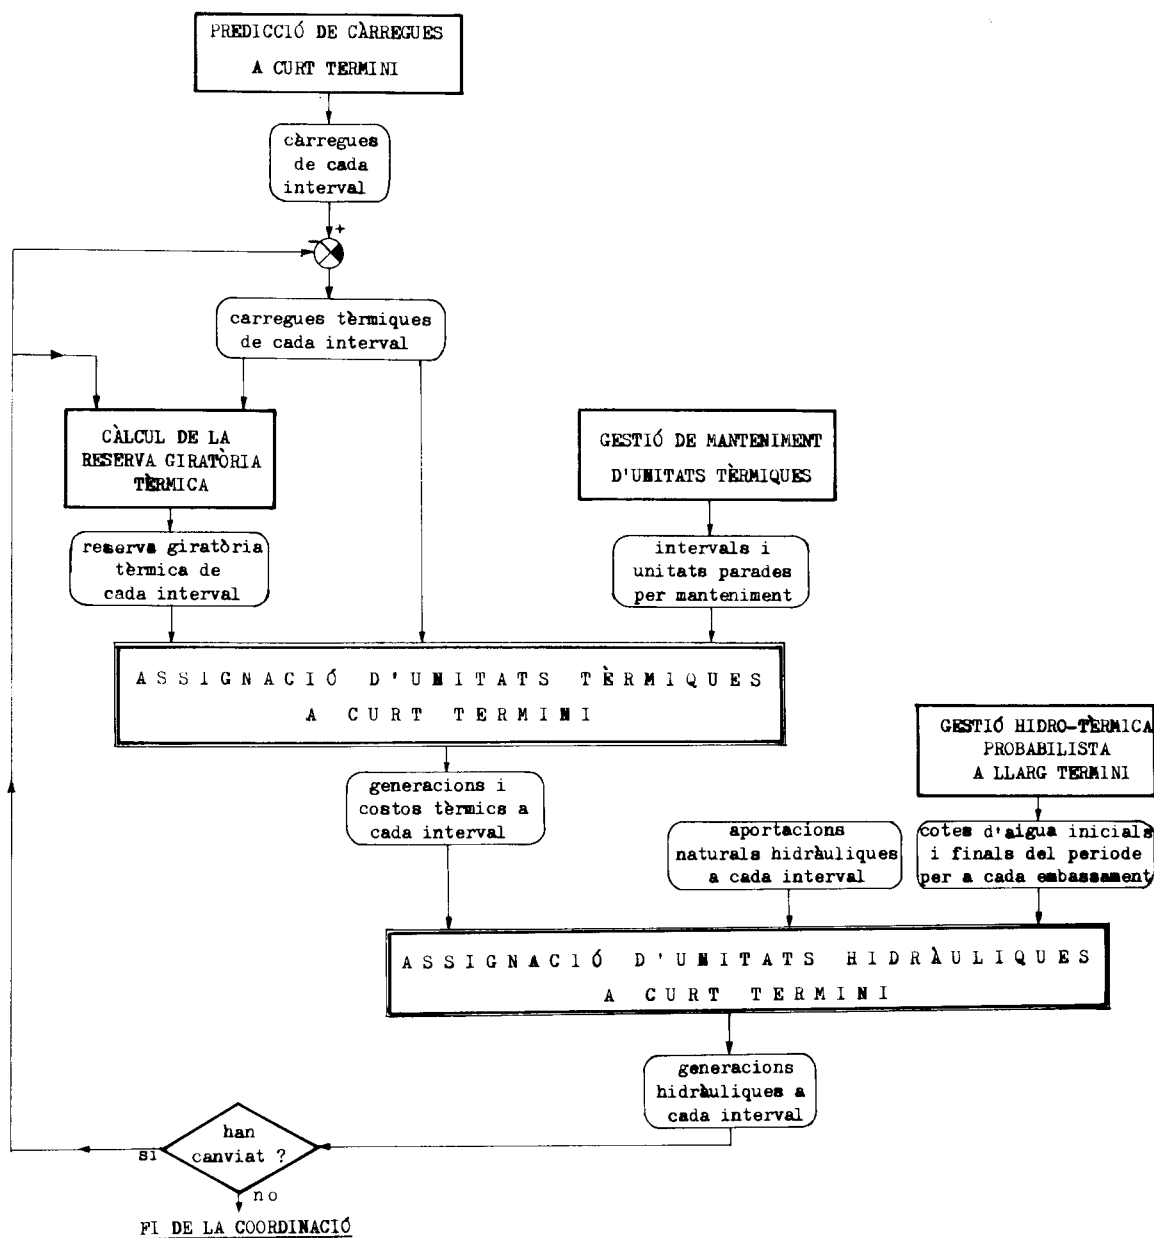 PREDICCIÓ DE CÀRREGUES
A CURT TERMINI
càrregues
de cada
interval
+
-
carregues tèrmiques
de cada interval
CÀLCUL DE LA
RESERVA GIRATÒRIA
TÈRMICA
GESTIÓ DE MANTENIMENT
D'UNITATS TÈRMIQUES
reserva giratòria
tèrmica de
cada interval
intervals i
unitats parades
per manteniment
ASSIGNACIÓ D'UNITATS TÈRMIQUES
A CURT TERMINI
GESTIÓ HIDRO-TÈRMICA
PROBABILISTA
A LLARG TERMINI
generacions i
costos tèrmics a
cada interval
aportacions
naturals hidràuliques
a cada interval
cotes d'aigua inicials
i finals del periode
per a cada embassament
ASSIGNACIÓ D'UNITATS HIDRÀULIQUES
A CURT TERMINI
generacions
hidràuliques a
cada interval
han
canviat ?
si
no
FI DE LA COORDINACIÓ